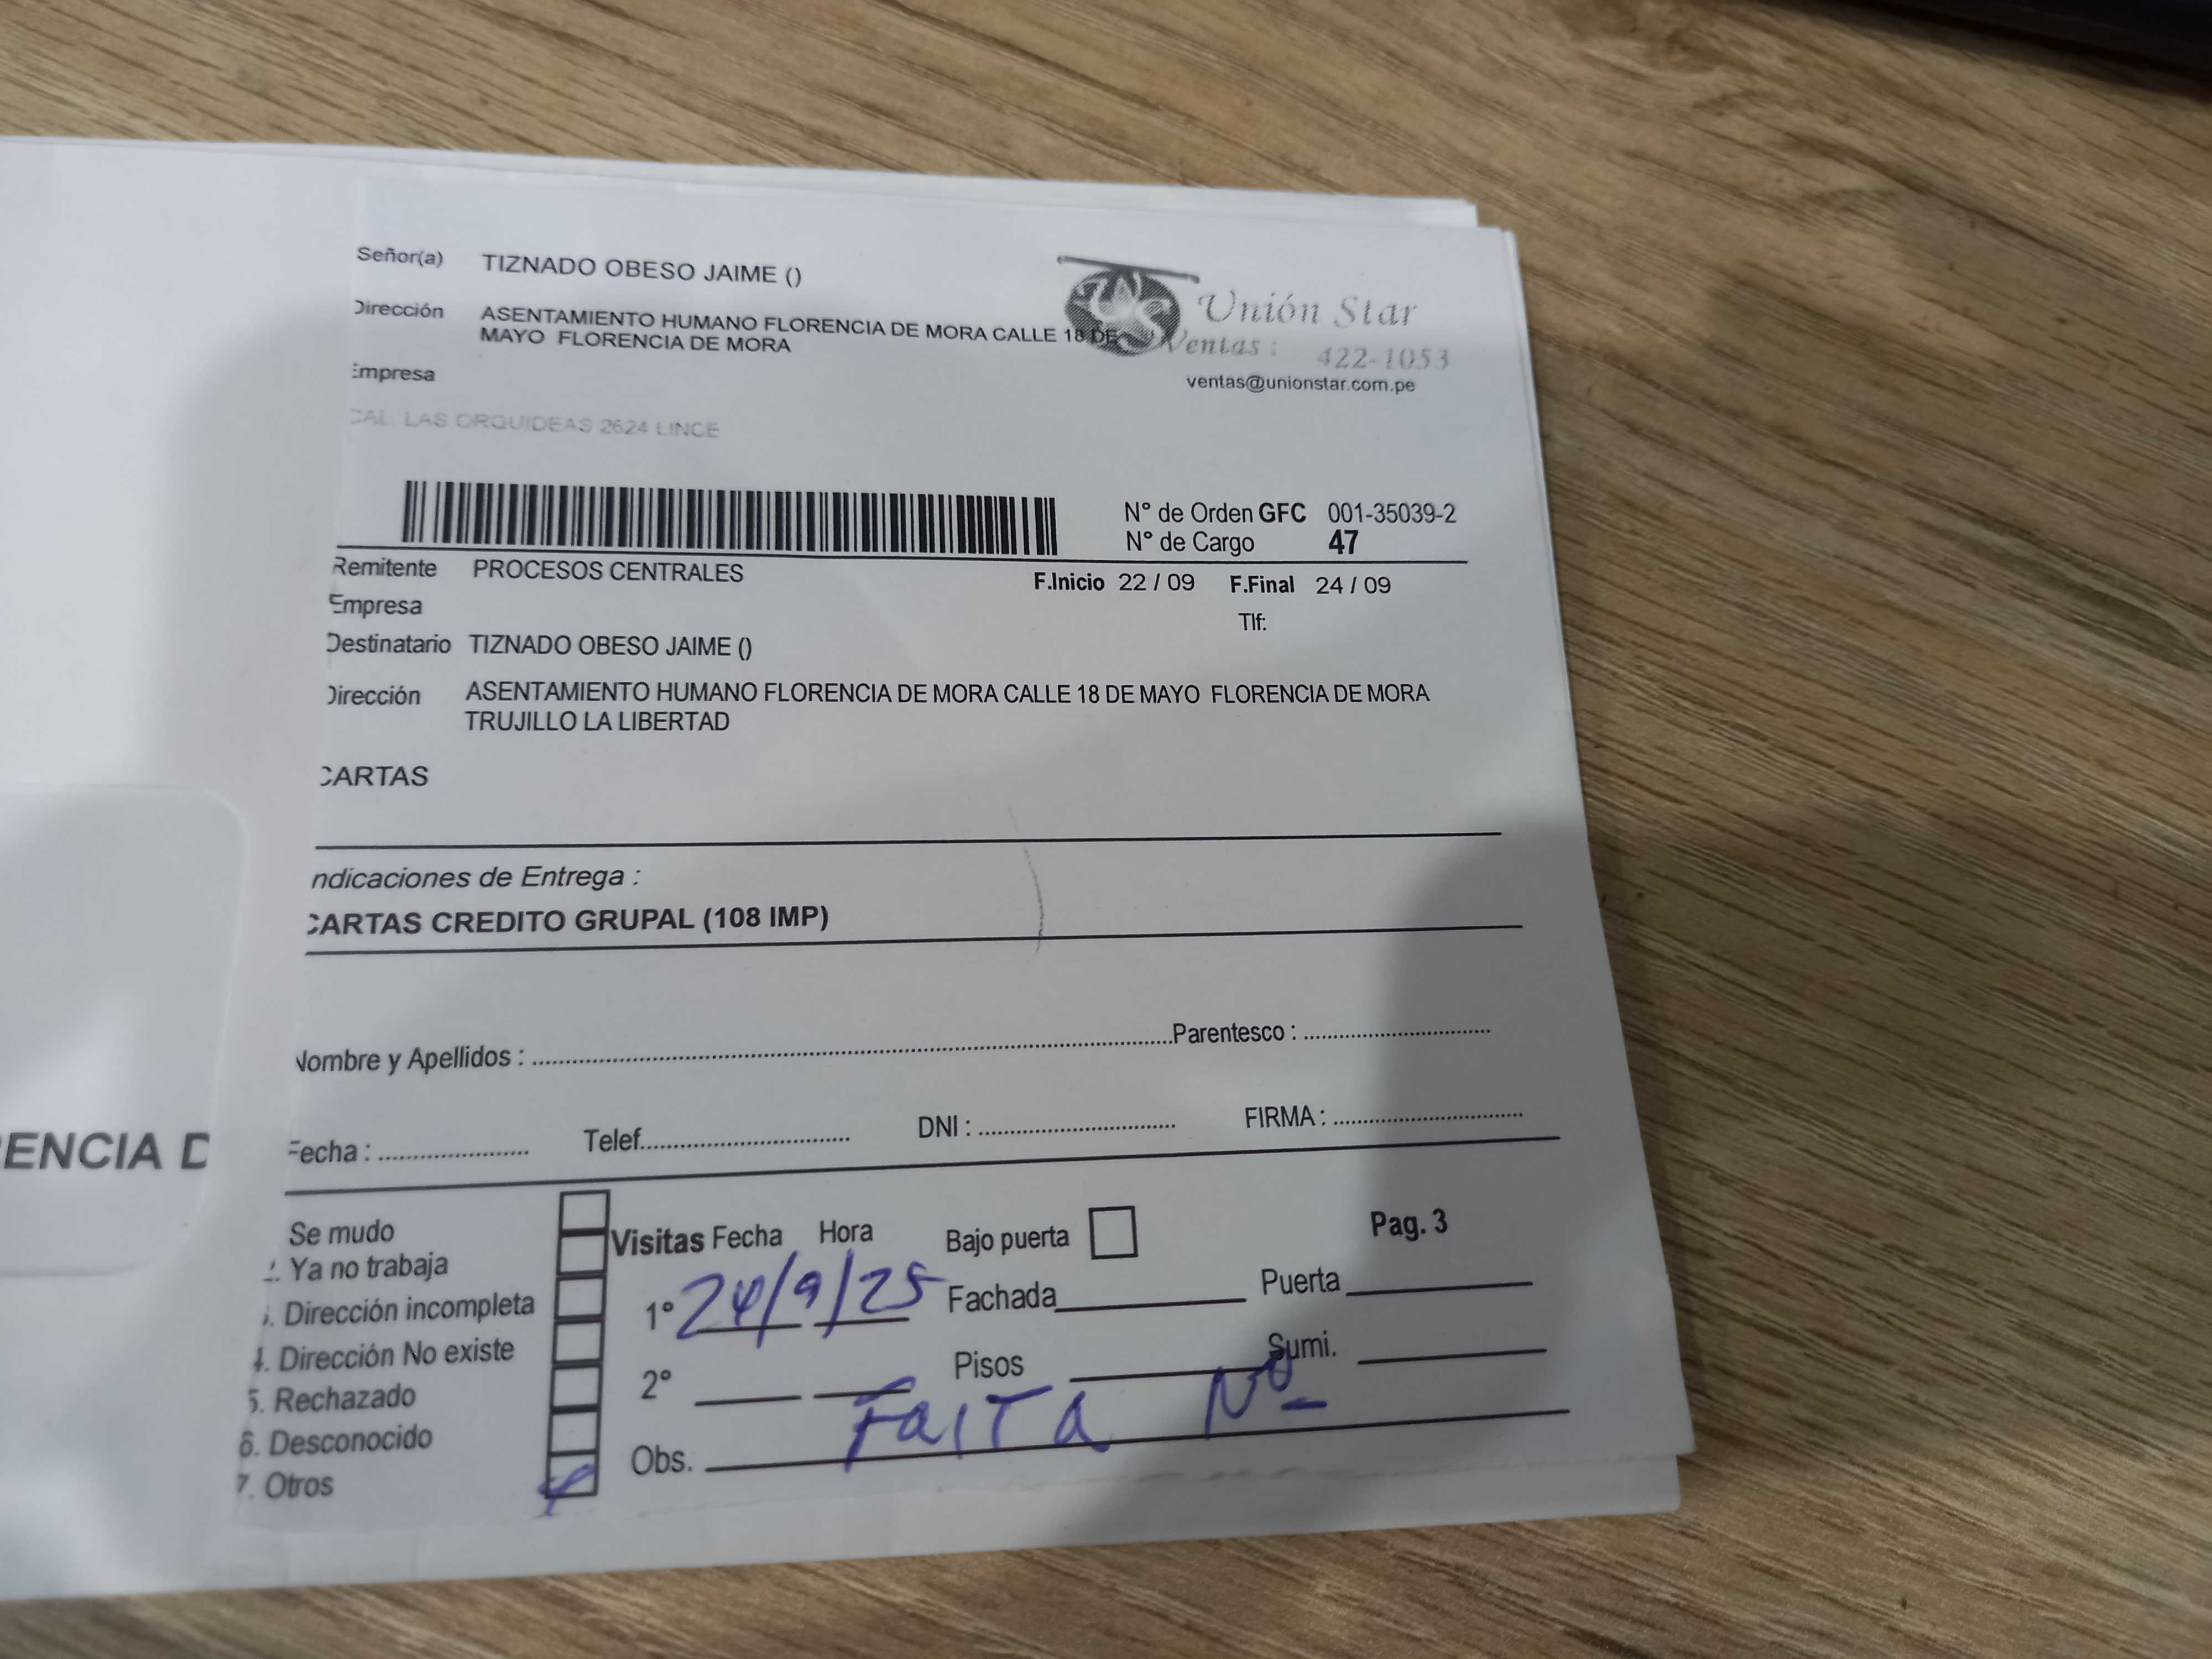 Señor(a) TIZNADO OBESO JAIME ()
Dirección ASENTAMIENTO HUMANO FLORENCIA DE MORA CALLE 18 DE
MAYO FLORENCIA DE MORA
Empresa
Unión Star
Ventas : 422-1053
ventas@unionstar.com.pe
CAL. LAS ORQUIDEAS 2624 LINCE
N° de Orden GFC 001-35039-2
N° de Cargo 47
Remitente PROCESOS CENTRALES
F.Inicio 22 / 09 F.Final 24 / 09
Empresa
Tlf:
Destinatario TIZNADO OBESO JAIME ()
Dirección ASENTAMIENTO HUMANO FLORENCIA DE MORA CALLE 18 DE MAYO FLORENCIA DE MORA
TRUJILLO LA LIBERTAD
CARTAS
ndicaciones de Entrega :
CARTAS CREDITO GRUPAL (108 IMP)
Nombre y Apellidos : Parentesco :
Fecha : Telef. DNI : FIRMA :
ENCIA D
Se mudo
Ya no trabaja
Dirección incompleta
4. Dirección No existe
5. Rechazado
6. Desconocido
7. Otros
Visitas Fecha Hora
1° 24/9/25
2°
Bajo puerta
Pag. 3
Fachada Puerta
Pisos Sumi.
Obs. FalTa Nº